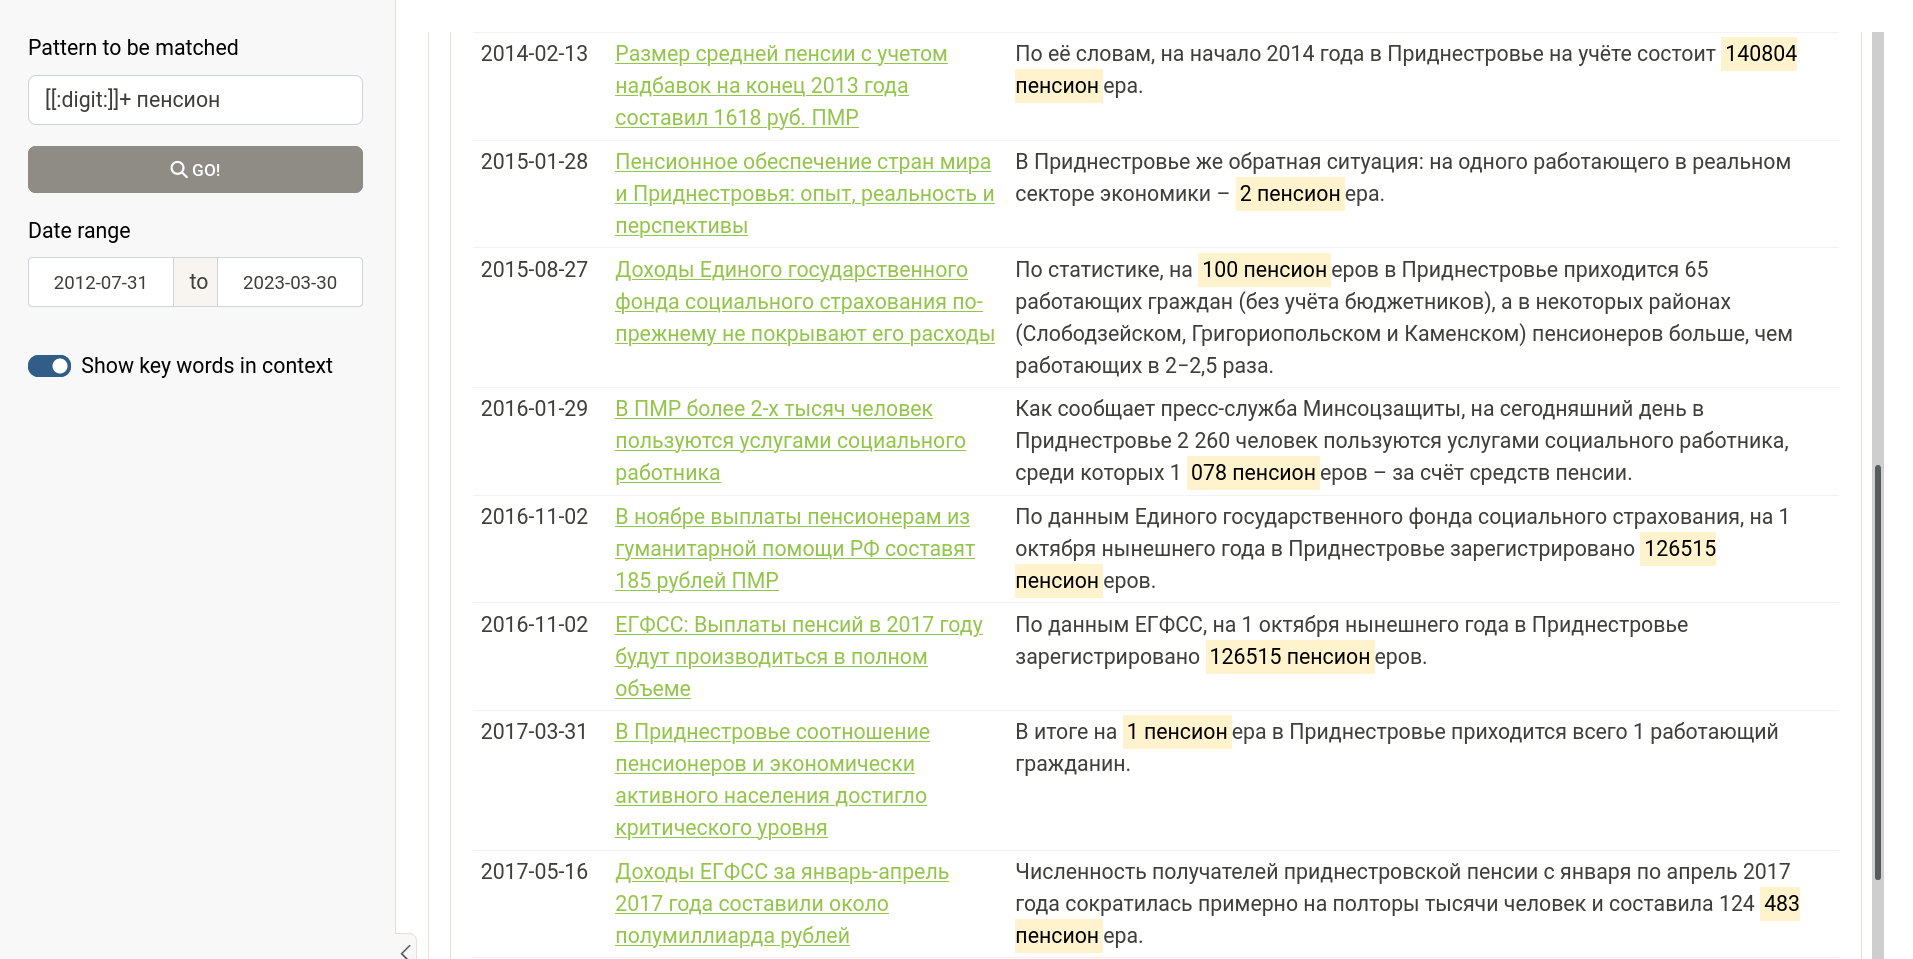 Pattern to be matched
[[:digit:]]+ пенсион
GO!
Date range
2012-07-31 to 2023-03-30
Show key words in context
2014-02-13
Размер средней пенсии с учетом
надбавок на конец 2013 года
составил 1618 руб. ПМР
По её словам, на начало 2014 года в Приднестровье на учёте состоит 140804
пенсионера.
2015-01-28
Пенсионное обеспечение стран мира
и Приднестровья: опыт, реальность и
перспективы
В Приднестровье же обратная ситуация: на одного работающего в реальном
секторе экономики – 2 пенсионера.
2015-08-27
Доходы Единого государственного
фонда социального страхования по-
прежнему не покрывают его расходы
По статистике, на 100 пенсионеров в Приднестровье приходится 65
работающих граждан (без учёта бюджетников), а в некоторых районах
(Слободзейском, Григориопольском и Каменском) пенсионеров больше, чем
работающих в 2–2,5 раза.
2016-01-29
В ПМР более 2-х тысяч человек
пользуются услугами социального
работника
Как сообщает пресс-служба Минсоцзащиты, на сегодняшний день в
Приднестровье 2 260 человек пользуются услугами социального работника,
среди которых 1 078 пенсионеров – за счёт средств пенсии.
2016-11-02
В ноябре выплаты пенсионерам из
гуманитарной помощи РФ составят
185 рублей ПМР
По данным Единого государственного фонда социального страхования, на 1
октября нынешнего года в Приднестровье зарегистрировано 126515
пенсионеров.
2016-11-02
ЕГФСС: Выплаты пенсий в 2017 году
будут производиться в полном
объеме
По данным ЕГФСС, на 1 октября нынешнего года в Приднестровье
зарегистрировано 126515 пенсионеров.
2017-03-31
В Приднестровье соотношение
пенсионеров и экономически
активного населения достигло
критического уровня
В итоге на 1 пенсионера в Приднестровье приходится всего 1 работающий
гражданин.
2017-05-16
Доходы ЕГФСС за январь-апрель
2017 года составили около
полумиллиарда рублей
Численность получателей приднестровской пенсии с января по апрель 2017
года сократилась примерно на полторы тысячи человек и составила 124 483
пенсионера.